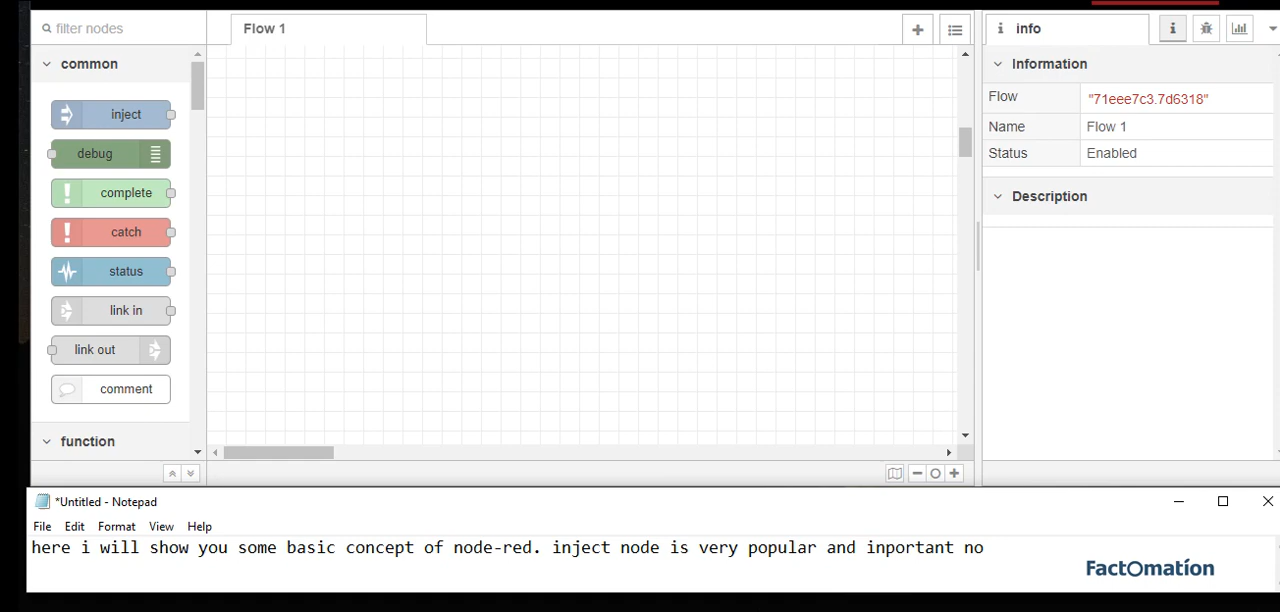 filter nodes
Flow 1
info
common
Information
inject
Flow
"71eee7c3.7d6318"
Name
Flow 1
debug
Status
Enabled
complete
Description
catch
status
link in
link out
comment
function
*Untitled - Notepad
File Edit Format View Help
here i will show you some basic concept of node-red. inject node is very popular and inportant no
FactOmation